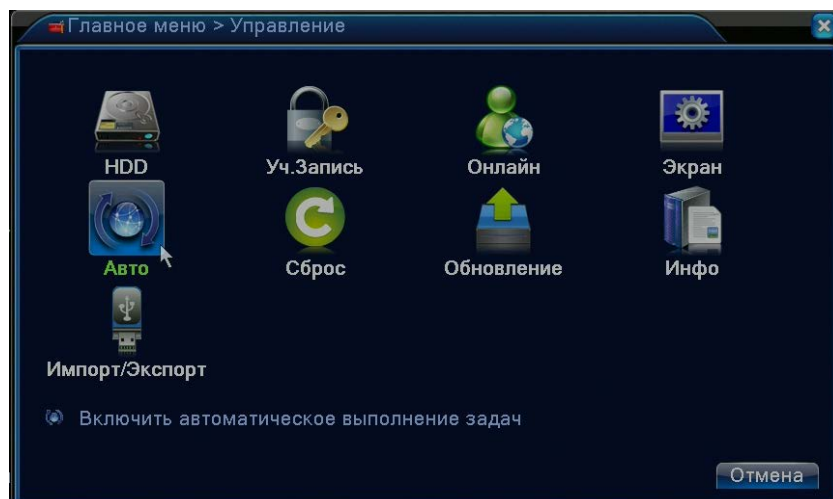 Главное меню > Управление
HDD Уч.Запись Онлайн Экран
Авто Сброс Обновление Инфо
Импорт/Экспорт
Включить автоматическое выполнение задач
Отмена